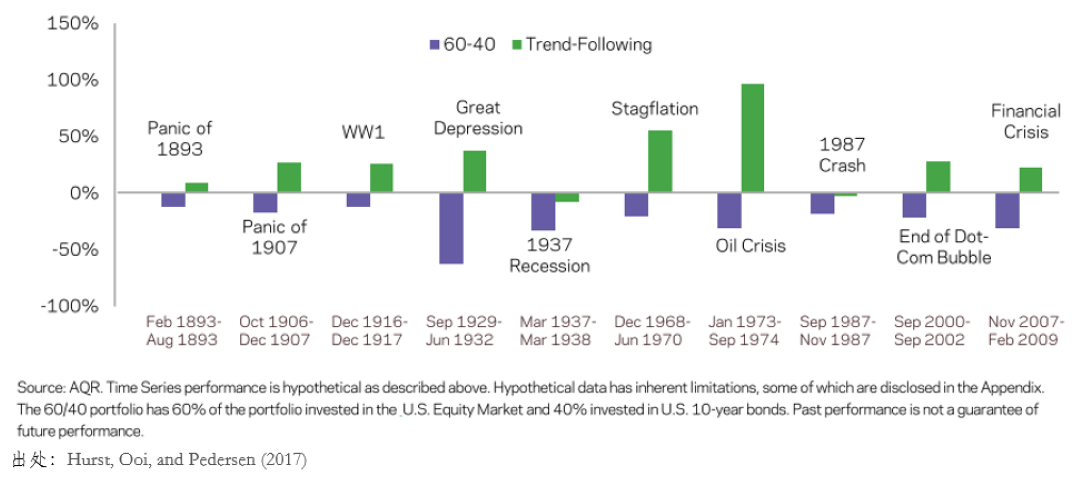 150%
60-40 Trend-Following
100%
50%
0%
-50%
-100%
Panic of
1893
Panic of
1907
WW1
Great
Depression
1937
Recession
Stagflation
Oil Crisis
1987
Crash
End of Dot-
Com Bubble
Financial
Crisis
Feb 1893-
Aug 1893
Oct 1906-
Dec 1907
Dec 1916-
Dec 1917
Sep 1929-
Jun 1932
Mar 1937-
Mar 1938
Dec 1968-
Jun 1970
Jan 1973-
Sep 1974
Sep 1987-
Nov 1987
Sep 2000-
Sep 2002
Nov 2007-
Feb 2009
Source: AQR. Time Series performance is hypothetical as described above. Hypothetical data has inherent limitations, some of which are disclosed in the Appendix.
The 60/40 portfolio has 60% of the portfolio invested in the U.S. Equity Market and 40% invested in U.S. 10-year bonds. Past performance is not a guarantee of
future performance.
出处：Hurst, Ooi, and Pedersen (2017)